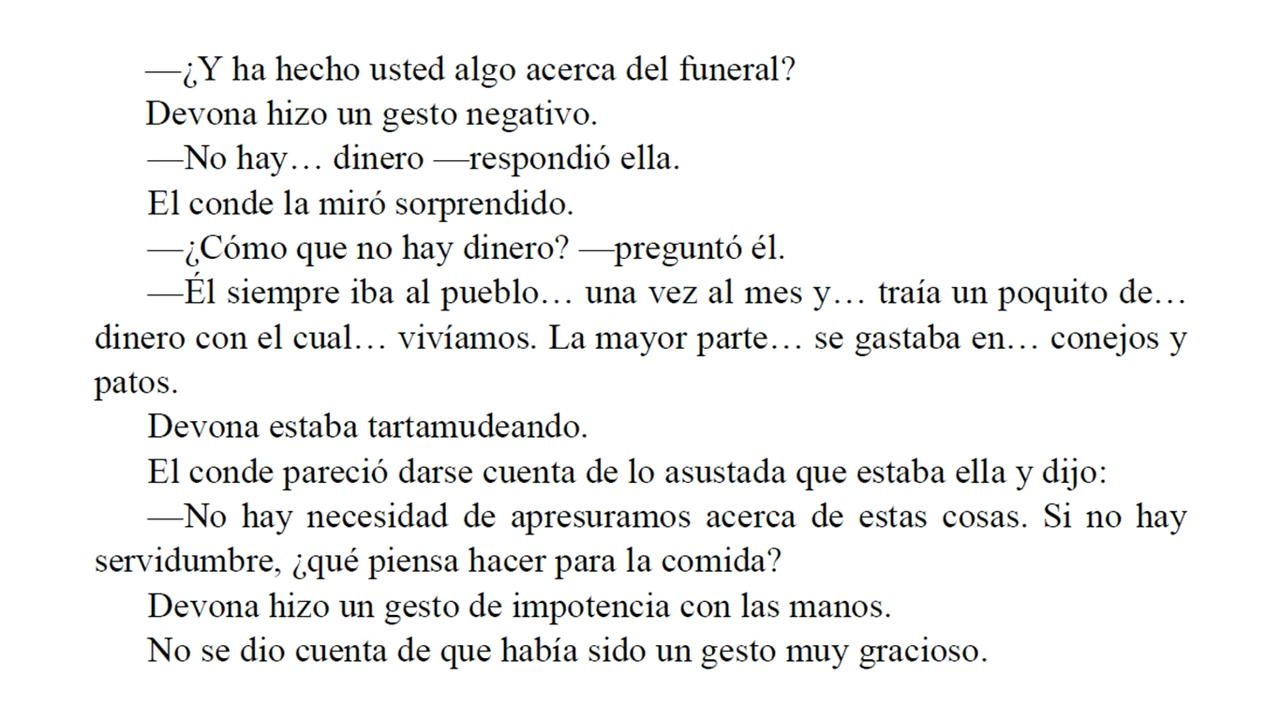 —¿Y ha hecho usted algo acerca del funeral?
Devona hizo un gesto negativo.
—No hay… dinero —respondió ella.
El conde la miró sorprendido.
—¿Cómo que no hay dinero? —preguntó él.
—Él siempre iba al pueblo… una vez al mes y… traía un poquito de…
dinero con el cual… vivíamos. La mayor parte… se gastaba en… conejos y
patos.
Devona estaba tartamudeando.
El conde pareció darse cuenta de lo asustada que estaba ella y dijo:
—No hay necesidad de apresuramos acerca de estas cosas. Si no hay
servidumbre, ¿qué piensa hacer para la comida?
Devona hizo un gesto de impotencia con las manos.
No se dio cuenta de que había sido un gesto muy gracioso.